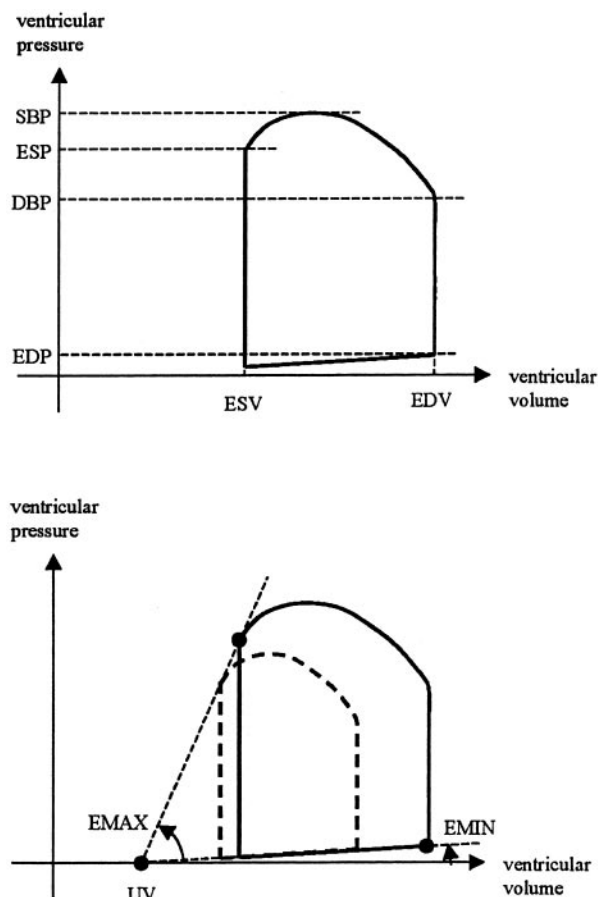 ventricular
pressure
SBP
ESP
DBP
EDP
ESV
EDV
ventricular
volume
ventricular
pressure
EMAX
EMIN
UV
ventricular
volume